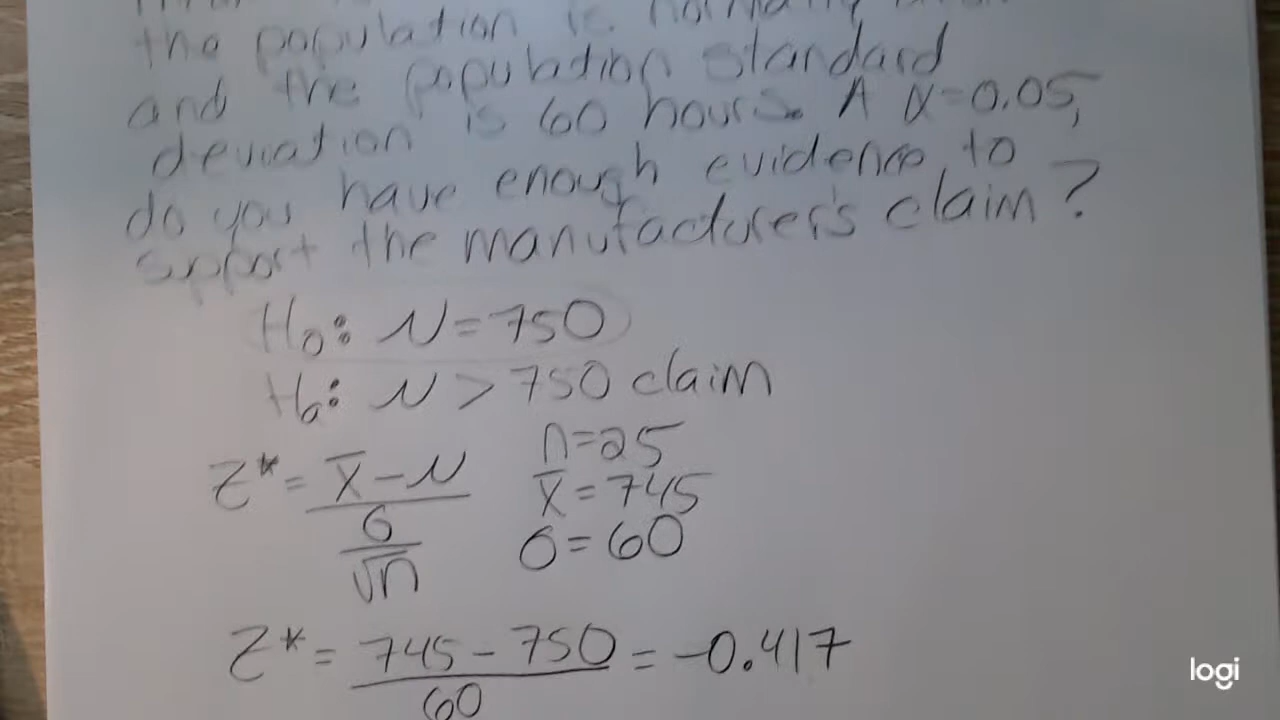 the population is
and the population standard
deviation is 60 hours. A α=0.05,
do you have enough evidence to
support the manufacturer's claim?
H₀: μ=750
Hₐ: μ > 750 claim
n=25
Z* = x̄ - μ
x̄ = 745
σ
√n
σ = 60
Z* = 745 - 750 = -0.417
60
logi